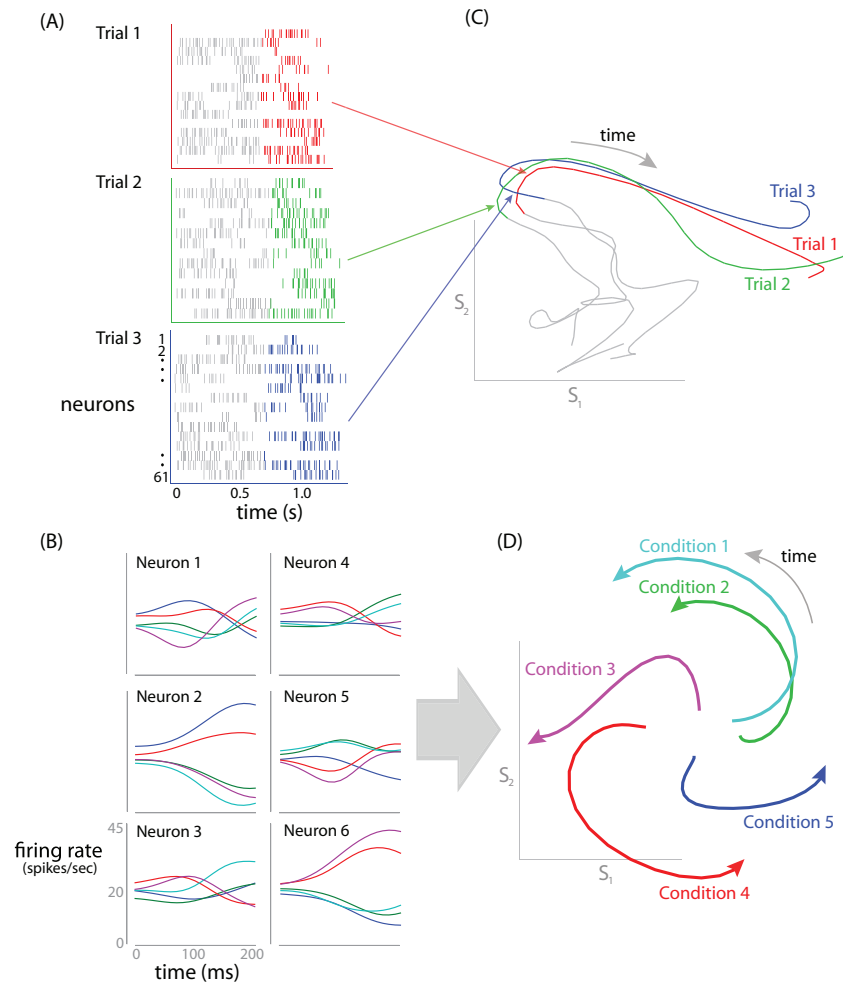 (A)
Trial 1
Trial 2
Trial 3
1
2
neurons
61
0 0.5 1.0
time (s)
(C)
time
Trial 3
Trial 1
Trial 2
S2
S1
(B)
Neuron 1
Neuron 4
Neuron 2
Neuron 5
Neuron 3
Neuron 6
45
firing rate
(spikes/sec)
20
0
0 100 200
time (ms)
(D)
Condition 1
time
Condition 2
Condition 3
S2
Condition 5
S1
Condition 4